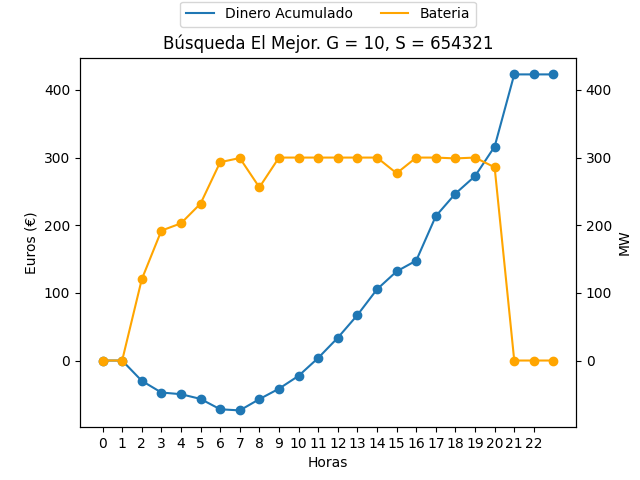 Dinero Acumulado Bateria
Búsqueda El Mejor. G = 10, S = 654321
400 400
300 300
200 200
100 100
0 0
Euros (€)
MW
0 1 2 3 4 5 6 7 8 9 10 11 12 13 14 15 16 17 18 19 20 21 22
Horas